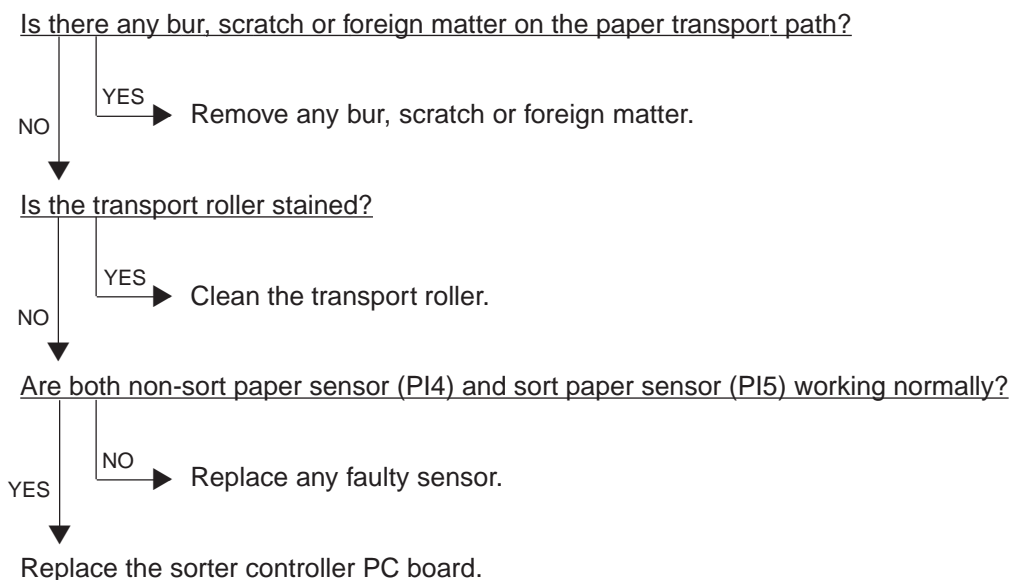 Is there any bur, scratch or foreign matter on the paper transport path?
YES
Remove any bur, scratch or foreign matter.
NO
Is the transport roller stained?
YES
Clean the transport roller.
NO
Are both non-sort paper sensor (PI4) and sort paper sensor (PI5) working normally?
NO
Replace any faulty sensor.
YES
Replace the sorter controller PC board.